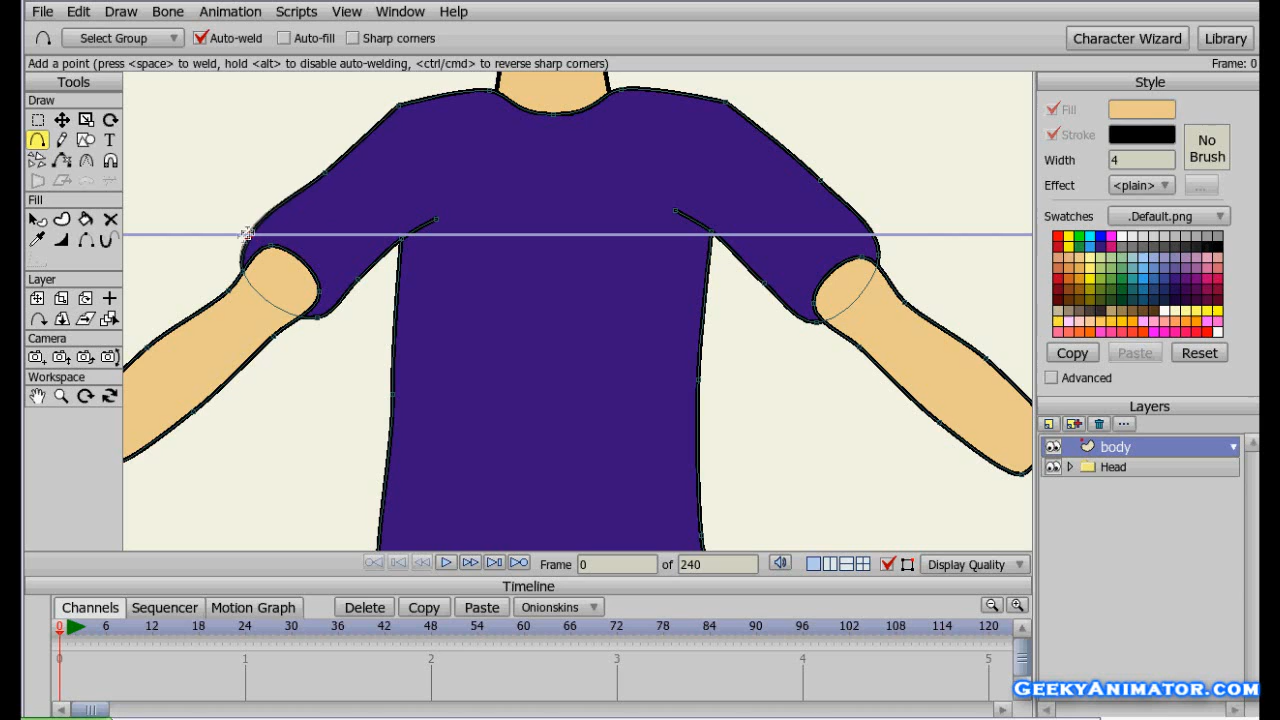 File Edit Draw Bone Animation Scripts View Window Help
Select Group Auto-weld Auto-fill Sharp corners Character Wizard Library
Add a point (press <space> to weld, hold <alt> to disable auto-welding, <ctrl/cmd> to reverse sharp corners) Frame: 0
Tools
Draw
T
Fill
Layer
Camera
Workspace
Style
Fill
Stroke
No
Brush
Width 4
Effect <plain> ...
Swatches .Default.png
Copy Paste Reset
Advanced
Layers
body
Head
Frame 0 of 240 Display Quality
Timeline
Channels Sequencer Motion Graph Delete Copy Paste Onionskins
0 6 12 18 24 30 36 42 48 54 60 66 72 78 84 90 96 102 108 114 120
0 1 2 3 4 5
GeekyAnimator.com